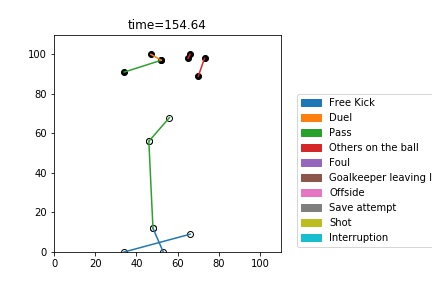 time=154.64
100
80
60
40
20
0
0 20 40 60 80 100
Free Kick
Duel
Pass
Others on the ball
Foul
Goalkeeper leaving l
Offside
Save attempt
Shot
Interruption